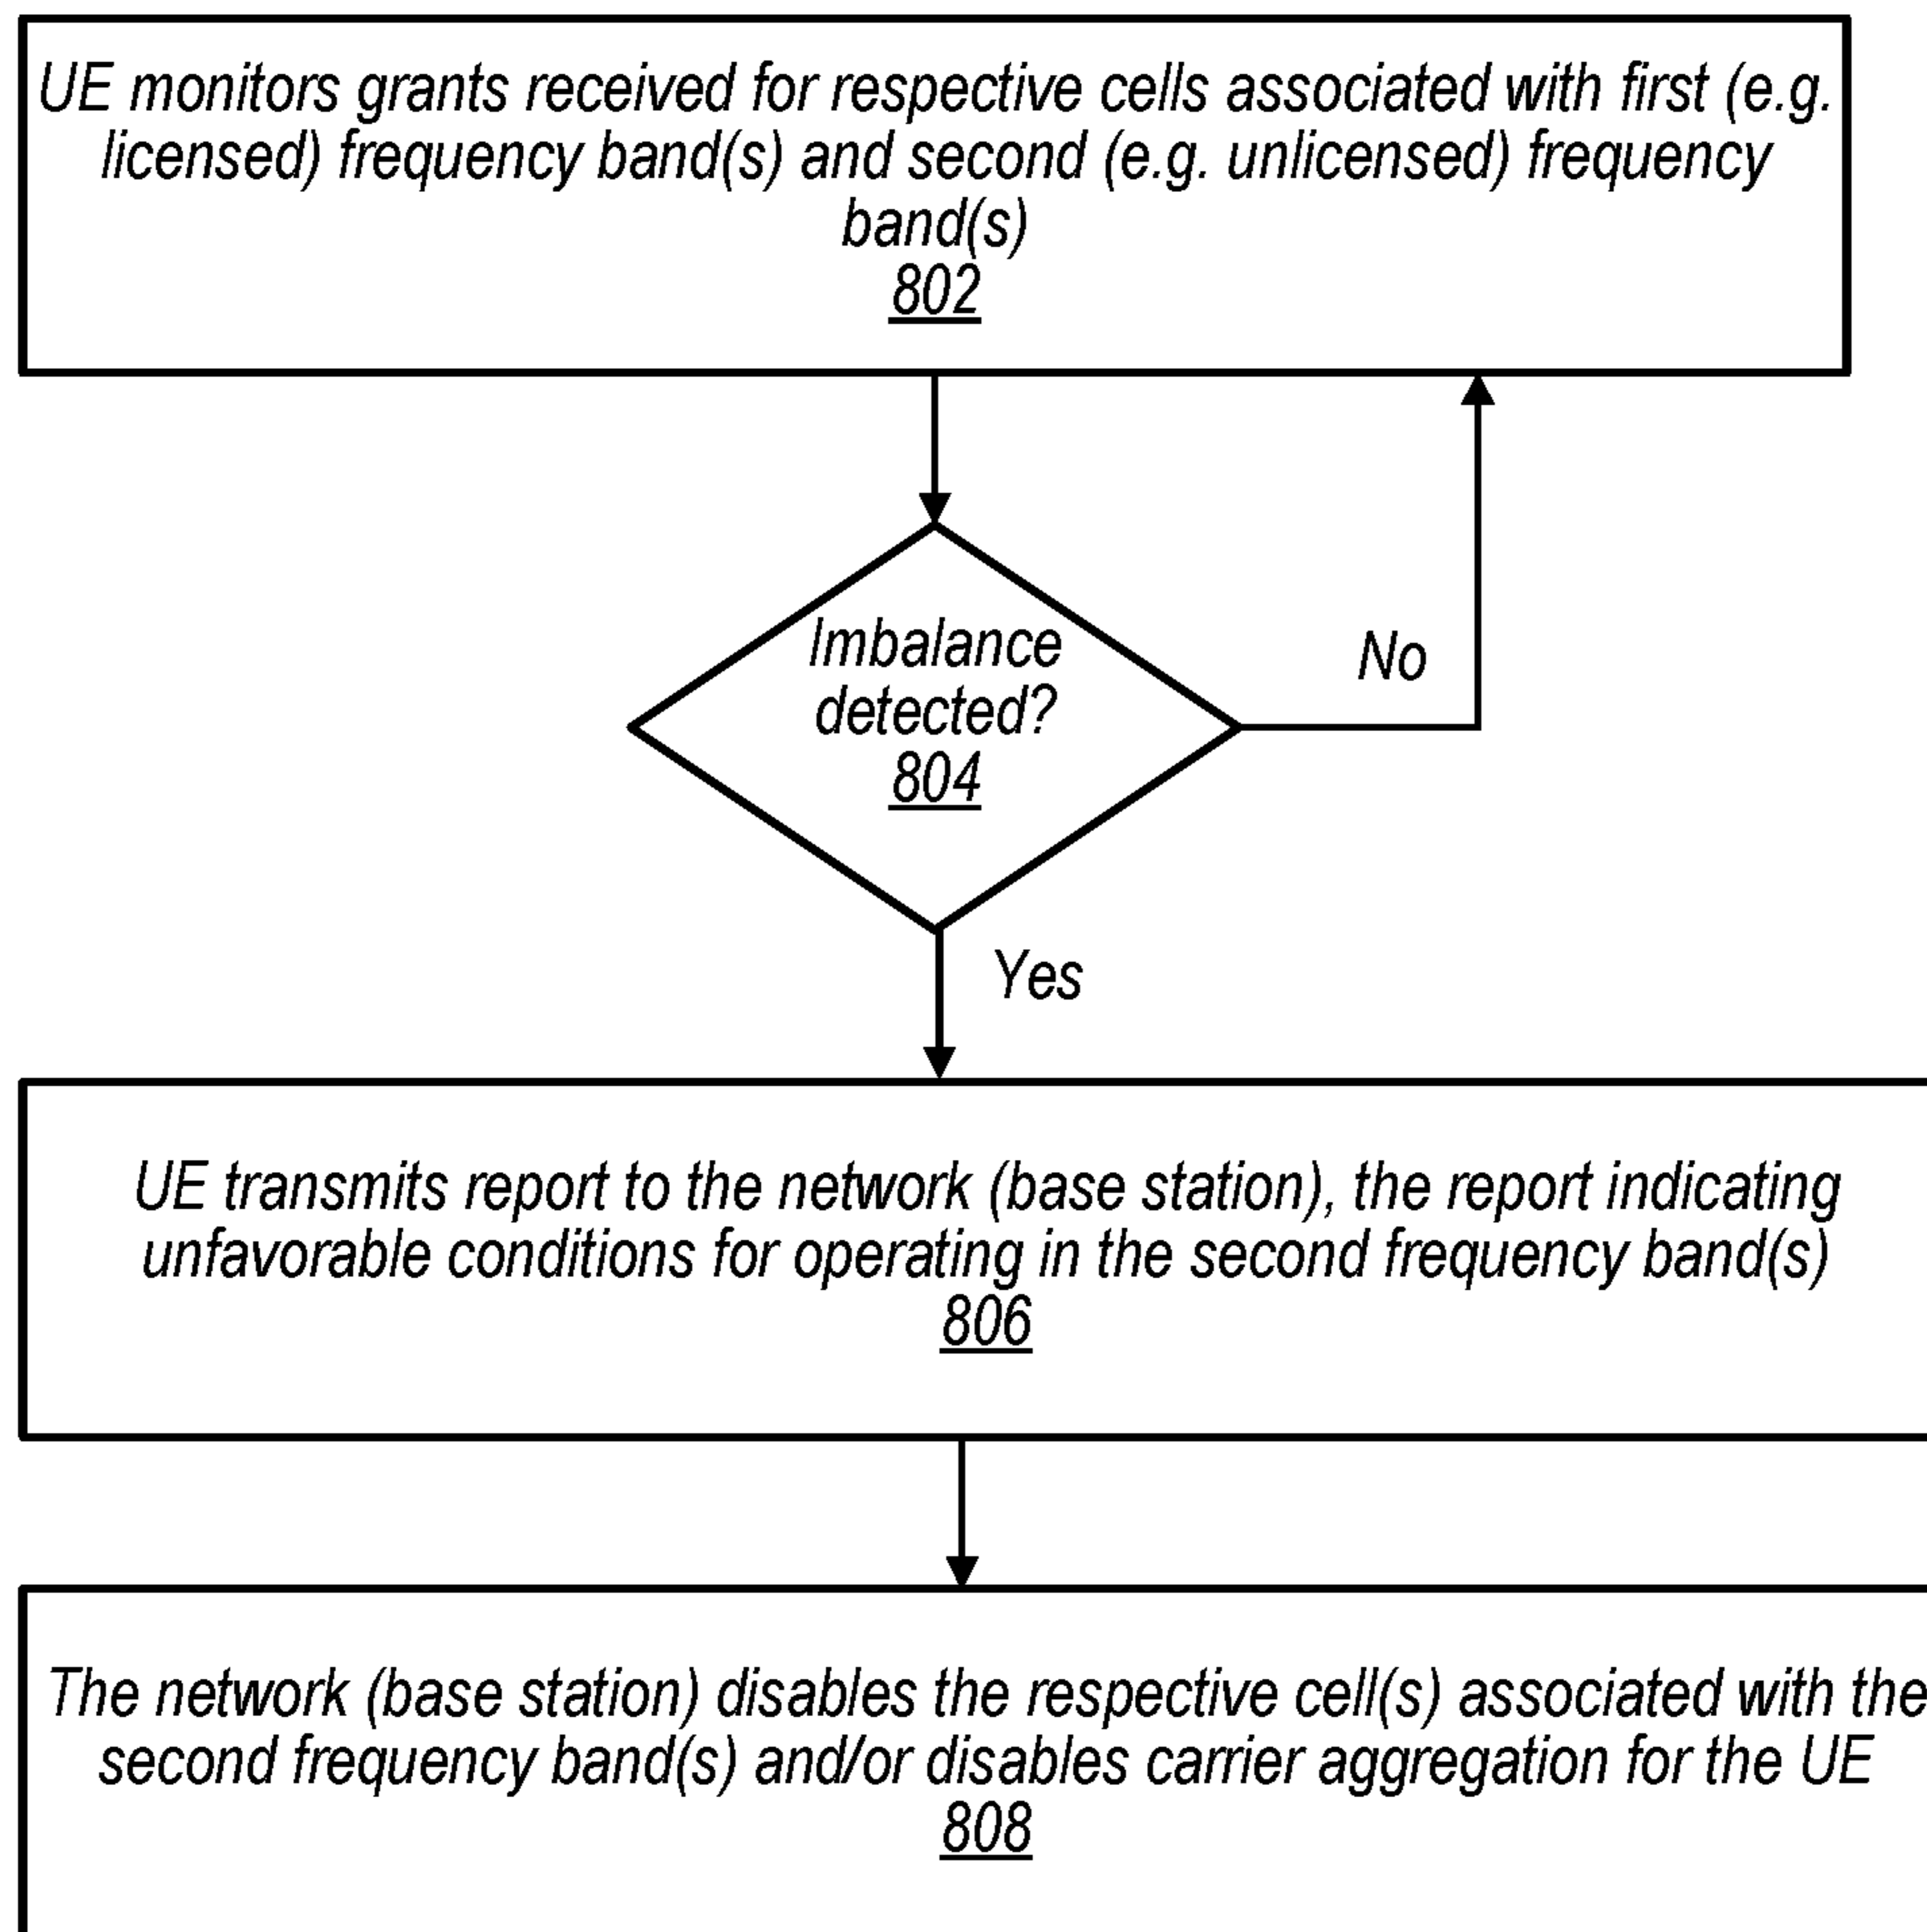 UE monitors grants received for respective cells associated with first (e.g.
licensed) frequency band(s) and second (e.g. unlicensed) frequency
band(s)
802
Imbalance
detected?
804
No
Yes
UE transmits report to the network (base station), the report indicating
unfavorable conditions for operating in the second frequency band(s)
806
The network (base station) disables the respective cell(s) associated with the
second frequency band(s) and/or disables carrier aggregation for the UE
808